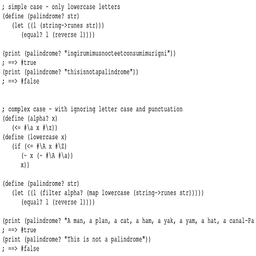 ; simple case - only lowercase letters
(define (palindrome? str)
(let ((l (string->runes str)))
(equal? l (reverse l))))
(print (palindrome? "ingirumimusnocteetconsumimurigni"))
; ==> #true
(print (palindrome? "thisisnotapalindrome"))
; ==> #false
; complex case - with ignoring letter case and punctuation
(define (alpha? x)
(<= #\a x #\z))
(define (lowercase x)
(if (<= #\A x #\Z)
(- x (- #\A #\a))
x))
(define (palindrome? str)
(let ((l (filter alpha? (map lowercase (string->runes str)))))
(equal? l (reverse l))))
(print (palindrome? "A man, a plan, a cat, a ham, a yak, a yam, a hat, a canal-Pa
; ==> #true
(print (palindrome? "This is not a palindrome"))
; ==> #false